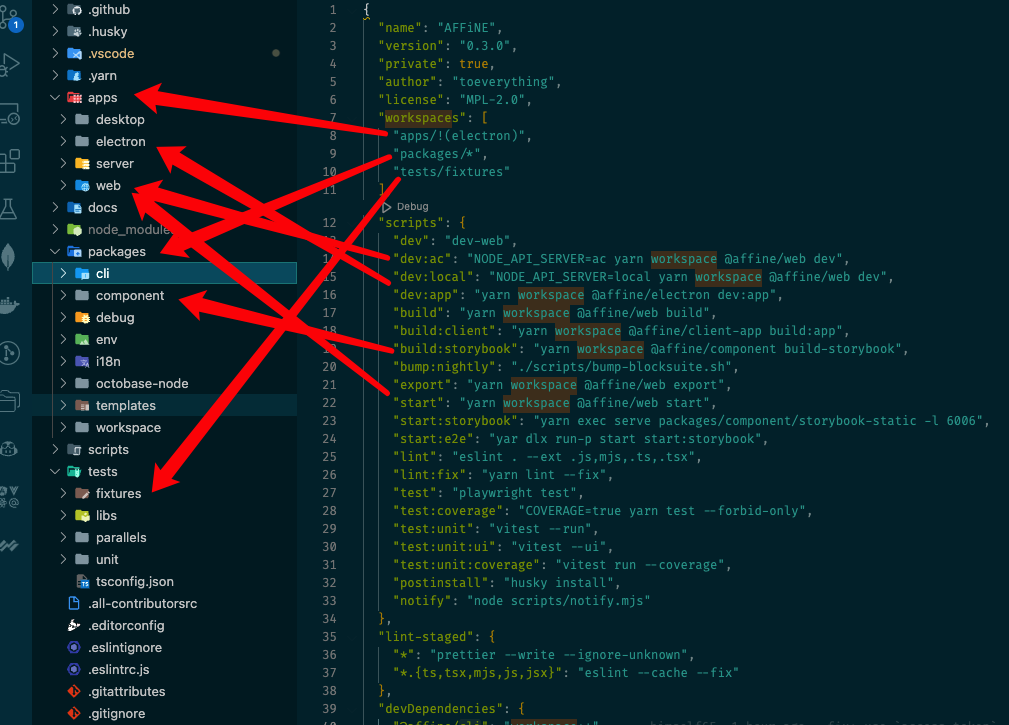 .github
.husky
.vscode
.yarn
apps
desktop
electron
server
web
docs
node_module
packages
cli
component
debug
env
i18n
octobase-node
templates
workspace
scripts
tests
fixtures
libs
parallels
unit
tsconfig.json
.all-contributorsrc
.editorconfig
.eslintignore
.eslintrc.js
.gitattributes
.gitignore
1
1 {
2 "name": "AFFiNE",
3 "version": "0.3.0",
4 "private": true,
5 "author": "toeverything",
6 "license": "MPL-2.0",
7 "workspaces": [
8 "apps/!(electron)",
9 "packages/*",
10 "tests/fixtures"
11 ]
Debug
12 "scripts": {
"dev": "dev-web",
"dev:ac": "NODE_API_SERVER=ac yarn workspace @affine/web dev",
15 "dev:local": "NODE_API_SERVER=local yarn workspace @affine/web dev",
16 "dev:app": "yarn workspace @affine/electron dev:app",
17 "build": "yarn workspace @affine/web build",
18 "build:client": "yarn workspace @affine/client-app build:app",
"build:storybook": "yarn workspace @affine/component build-storybook",
20 "bump:nightly": "./scripts/bump-blocksuite.sh",
21 "export": "yarn workspace @affine/web export",
22 "start": "yarn workspace @affine/web start",
23 "start:storybook": "yarn exec serve packages/component/storybook-static -l 6006",
24 "start:e2e": "yar dlx run-p start start:storybook",
25 "lint": "eslint . --ext .js,mjs,.ts,.tsx",
26 "lint:fix": "yarn lint --fix",
27 "test": "playwright test",
28 "test:coverage": "COVERAGE=true yarn test --forbid-only",
29 "test:unit": "vitest --run",
30 "test:unit:ui": "vitest --ui",
31 "test:unit:coverage": "vitest run --coverage",
32 "postinstall": "husky install",
33 "notify": "node scripts/notify.mjs"
34 },
35 "lint-staged": {
36 "*": "prettier --write --ignore-unknown",
37 "*.{ts,tsx,mjs,js,jsx}": "eslint --cache --fix"
38 },
39 "devDependencies": {